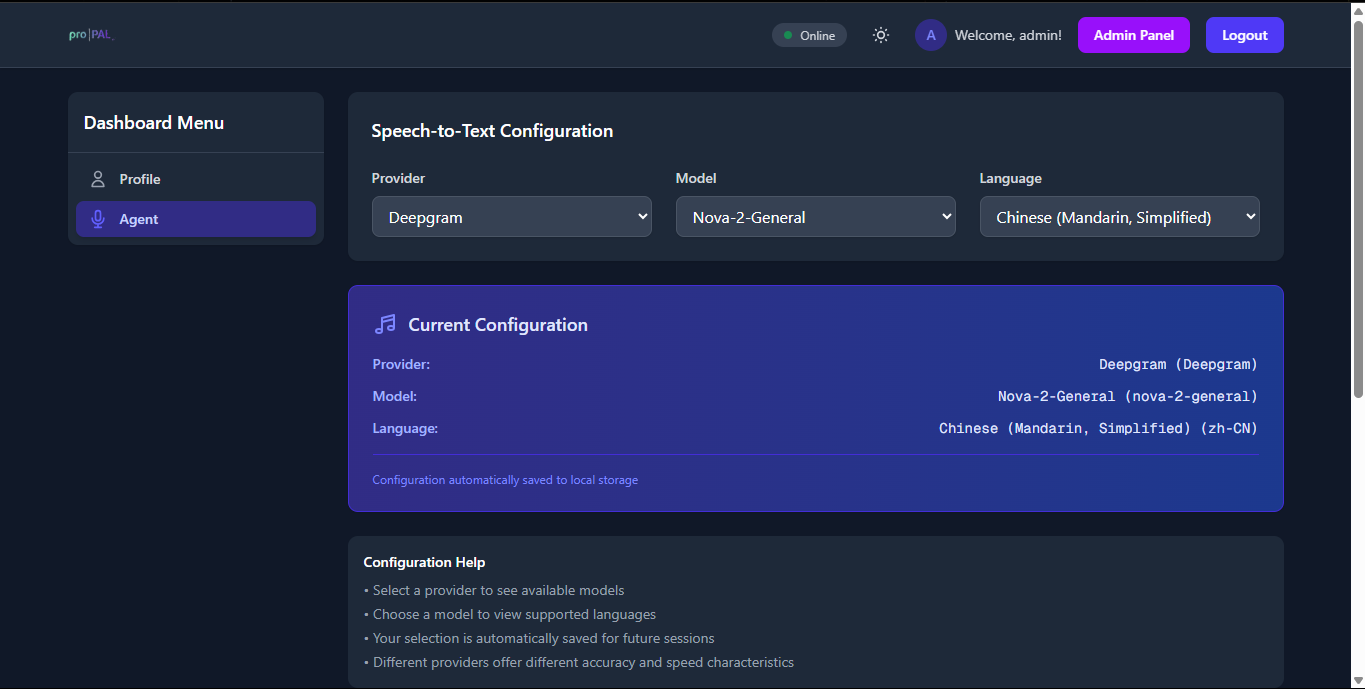 pro|PAL
Online
A
Welcome, admin!
Admin Panel
Logout
Dashboard Menu
Profile
Agent
Speech-to-Text Configuration
Provider
Model
Language
Deepgram
Nova-2-General
Chinese (Mandarin, Simplified)
Current Configuration
Provider: Deepgram (Deepgram)
Model: Nova-2-General (nova-2-general)
Language: Chinese (Mandarin, Simplified) (zh-CN)
Configuration automatically saved to local storage
Configuration Help
• Select a provider to see available models
• Choose a model to view supported languages
• Your selection is automatically saved for future sessions
• Different providers offer different accuracy and speed characteristics